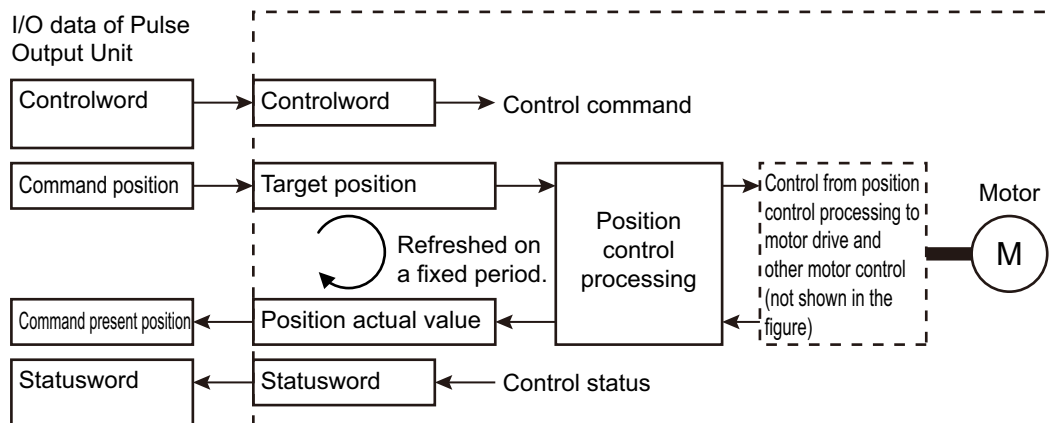 I/O data of Pulse
Output Unit
Controlword
Controlword
Control command
Command position
Target position
Refreshed on
a fixed period.
Position
control
processing
Control from position
control processing to
motor drive and
other motor control
(not shown in the
figure)
Motor
M
Command present position
Position actual value
Statusword
Statusword
Control status